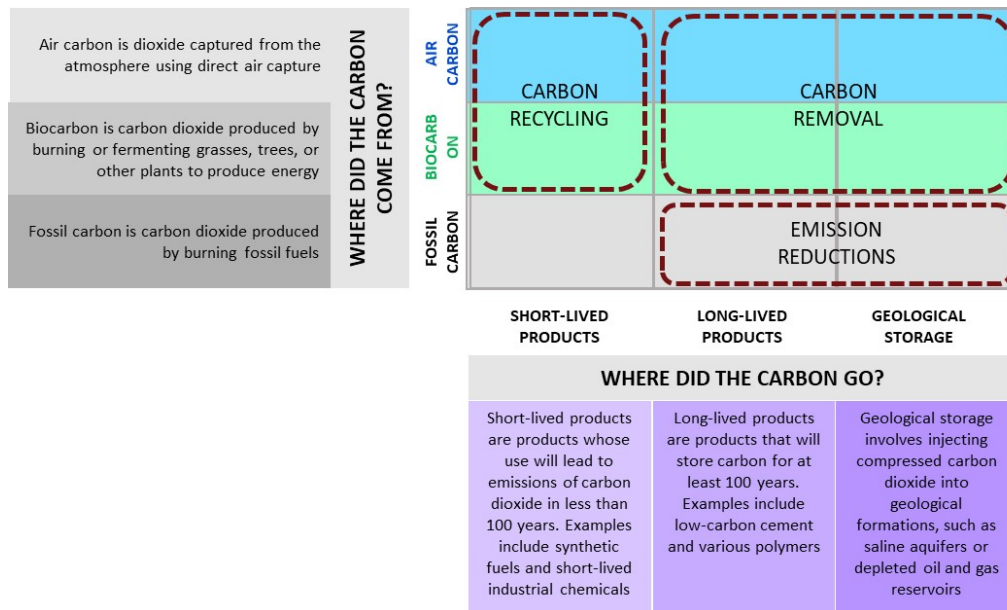 Air carbon is dioxide captured from the
atmosphere using direct air capture
Biocarbon is carbon dioxide produced by
burning or fermenting grasses, trees, or
other plants to produce energy
Fossil carbon is carbon dioxide produced
by burning fossil fuels
WHERE DID THE CARBON
COME FROM?
AIR
CARBON
BIOCARB
ON
FOSSIL
CARBON
CARBON
RECYCLING
CARBON
REMOVAL
EMISSION
REDUCTIONS
SHORT-LIVED
PRODUCTS
LONG-LIVED
PRODUCTS
GEOLOGICAL
STORAGE
WHERE DID THE CARBON GO?
Short-lived products
are products whose
use will lead to
emissions of carbon
dioxide in less than
100 years. Examples
include synthetic
fuels and short-lived
industrial chemicals
Long-lived products
are products that will
store carbon for at
least 100 years.
Examples include
low-carbon cement
and various polymers
Geological storage
involves injecting
compressed carbon
dioxide into
geological
formations, such as
saline aquifers or
depleted oil and gas
reservoirs